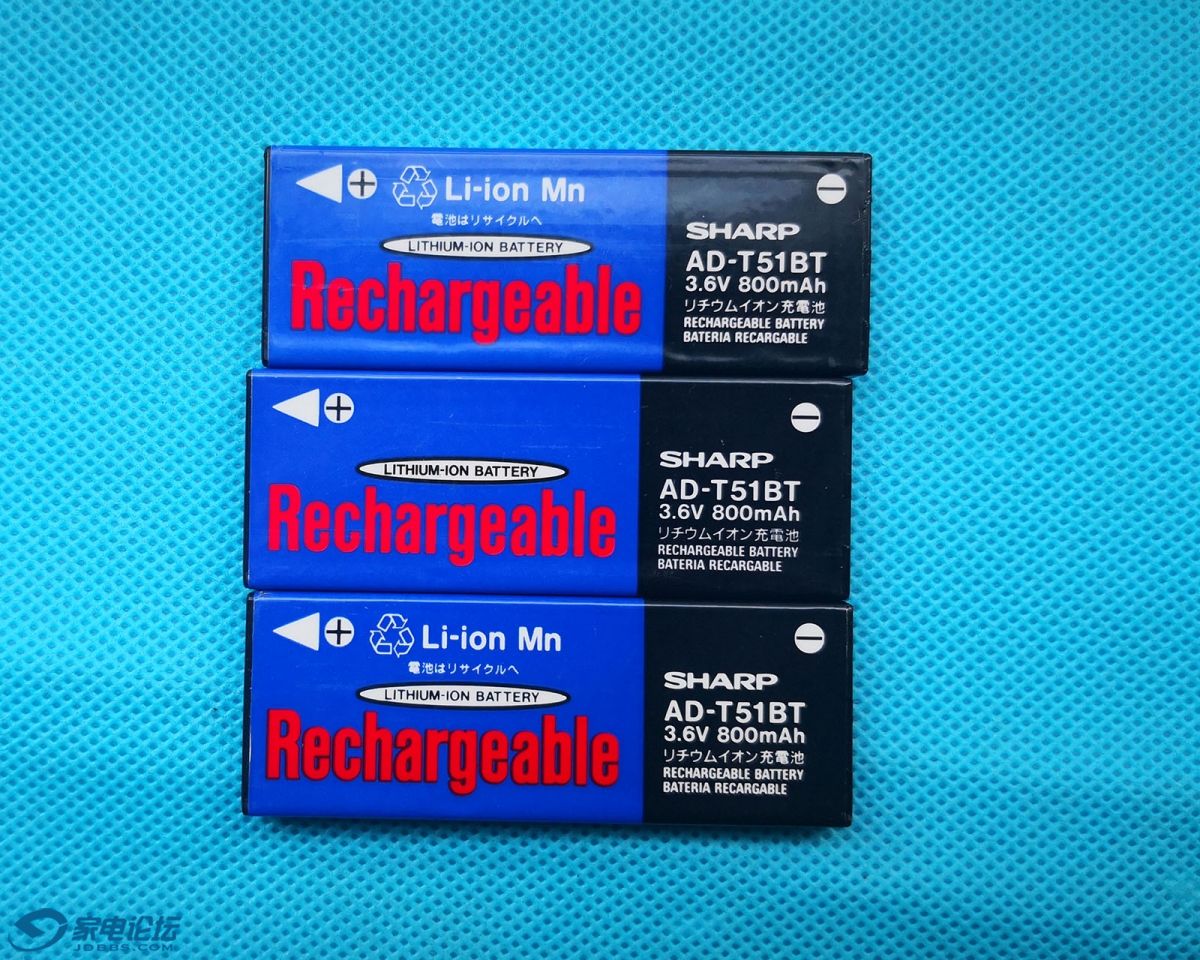 ⊕ Li-ion Mn ⊖
電池はリサイクルへ
LITHIUM-ION BATTERY
Rechargeable
SHARP
AD-T51BT
3.6V 800mAh
リチウムイオン充電池
RECHARGEABLE BATTERY
BATERIA RECARGABLE
⊕ ⊖
LITHIUM-ION BATTERY
Rechargeable
SHARP
AD-T51BT
3.6V 800mAh
リチウムイオン充電池
RECHARGEABLE BATTERY
BATERIA RECARGABLE
⊕ Li-ion Mn ⊖
電池はリサイクルへ
LITHIUM-ION BATTERY
Rechargeable
SHARP
AD-T51BT
3.6V 800mAh
リチウムイオン充電池
RECHARGEABLE BATTERY
BATERIA RECARGABLE
家电论坛
JDBBS.COM